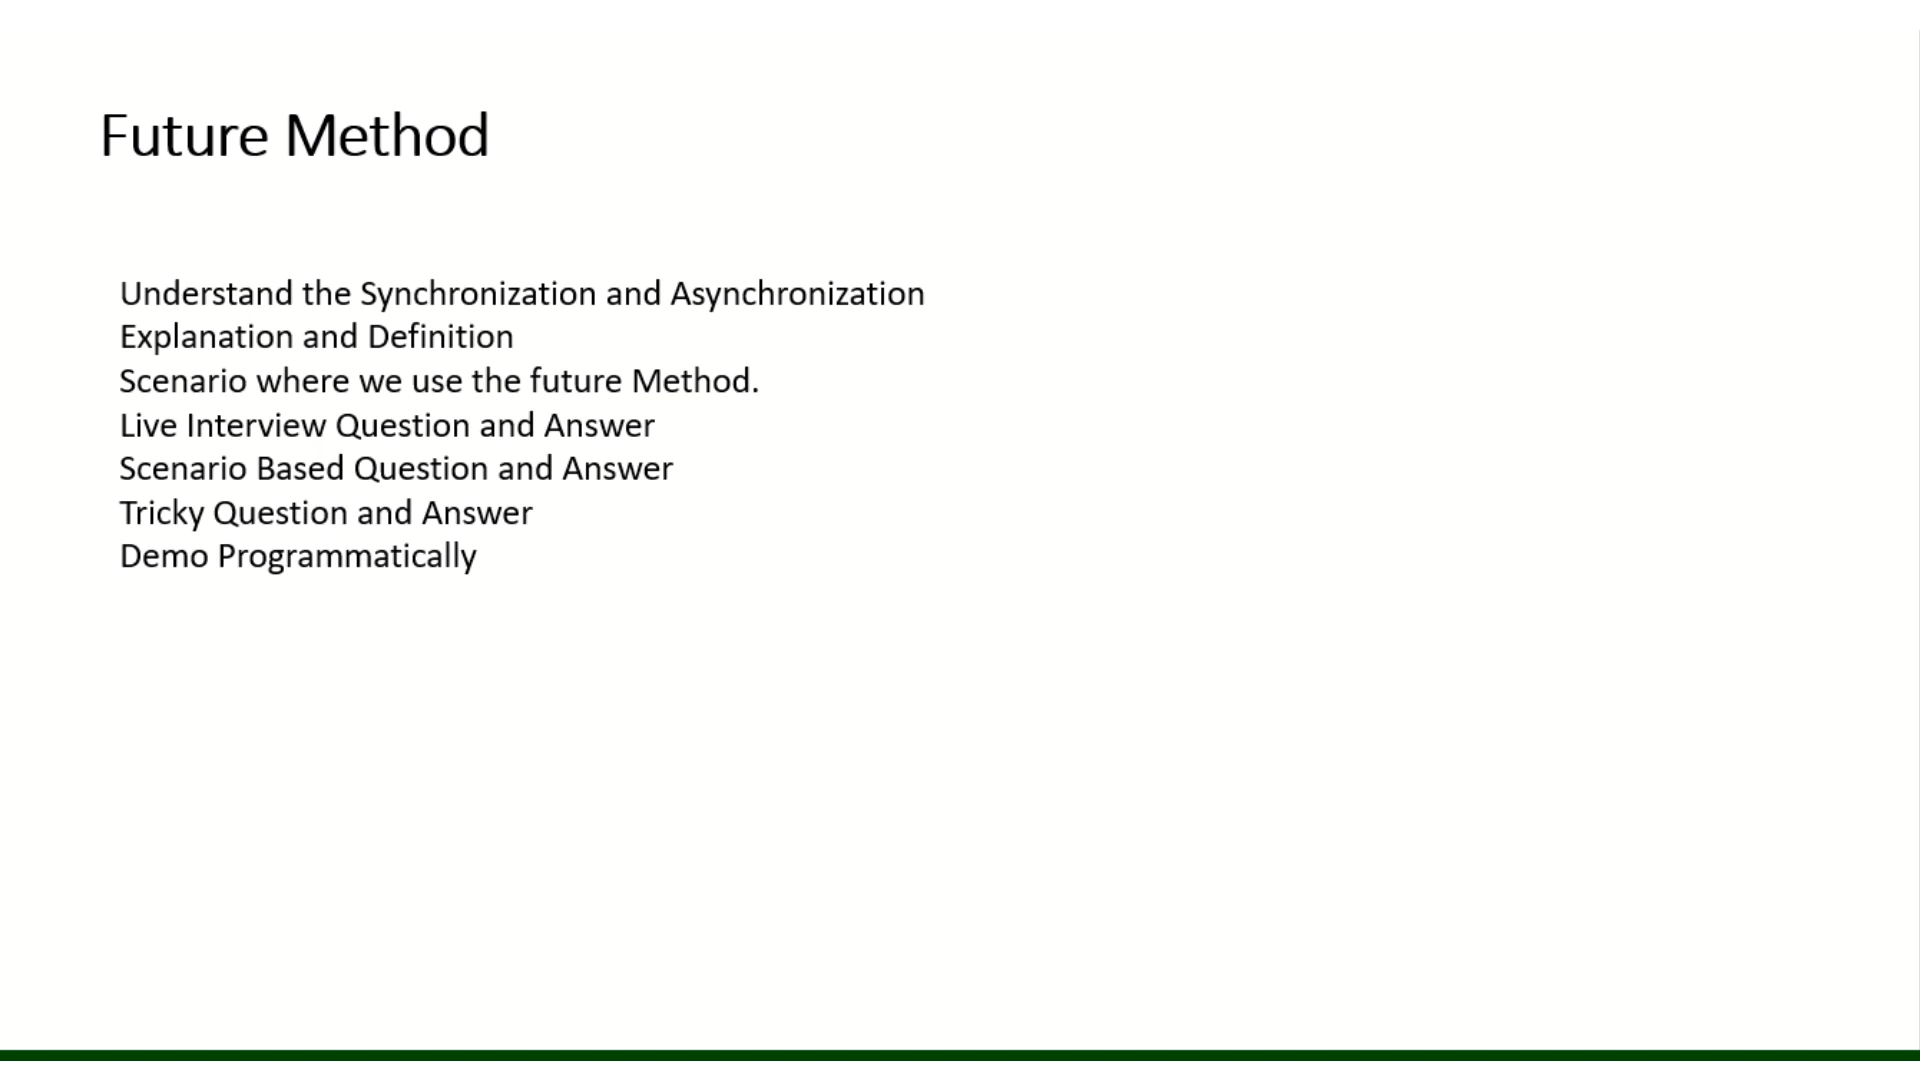 Future Method
Understand the Synchronization and Asynchronization
Explanation and Definition
Scenario where we use the future Method.
Live Interview Question and Answer
Scenario Based Question and Answer
Tricky Question and Answer
Demo Programmatically